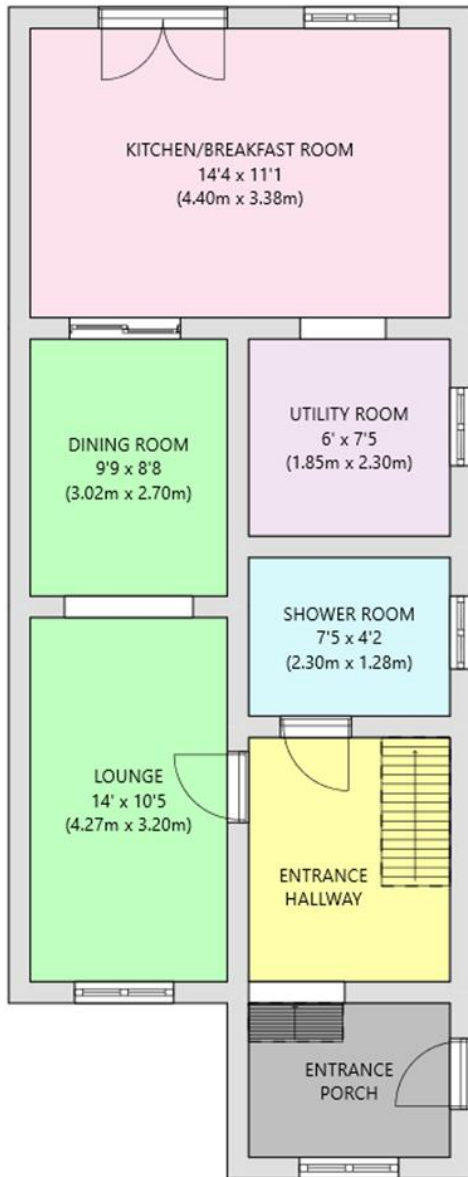 KITCHEN/BREAKFAST ROOM
14'4 x 11'1
(4.40m x 3.38m)
DINING ROOM
9'9 x 8'8
(3.02m x 2.70m)
UTILITY ROOM
6' x 7'5
(1.85m x 2.30m)
SHOWER ROOM
7'5 x 4'2
(2.30m x 1.28m)
LOUNGE
14' x 10'5
(4.27m x 3.20m)
ENTRANCE
HALLWAY
ENTRANCE
PORCH